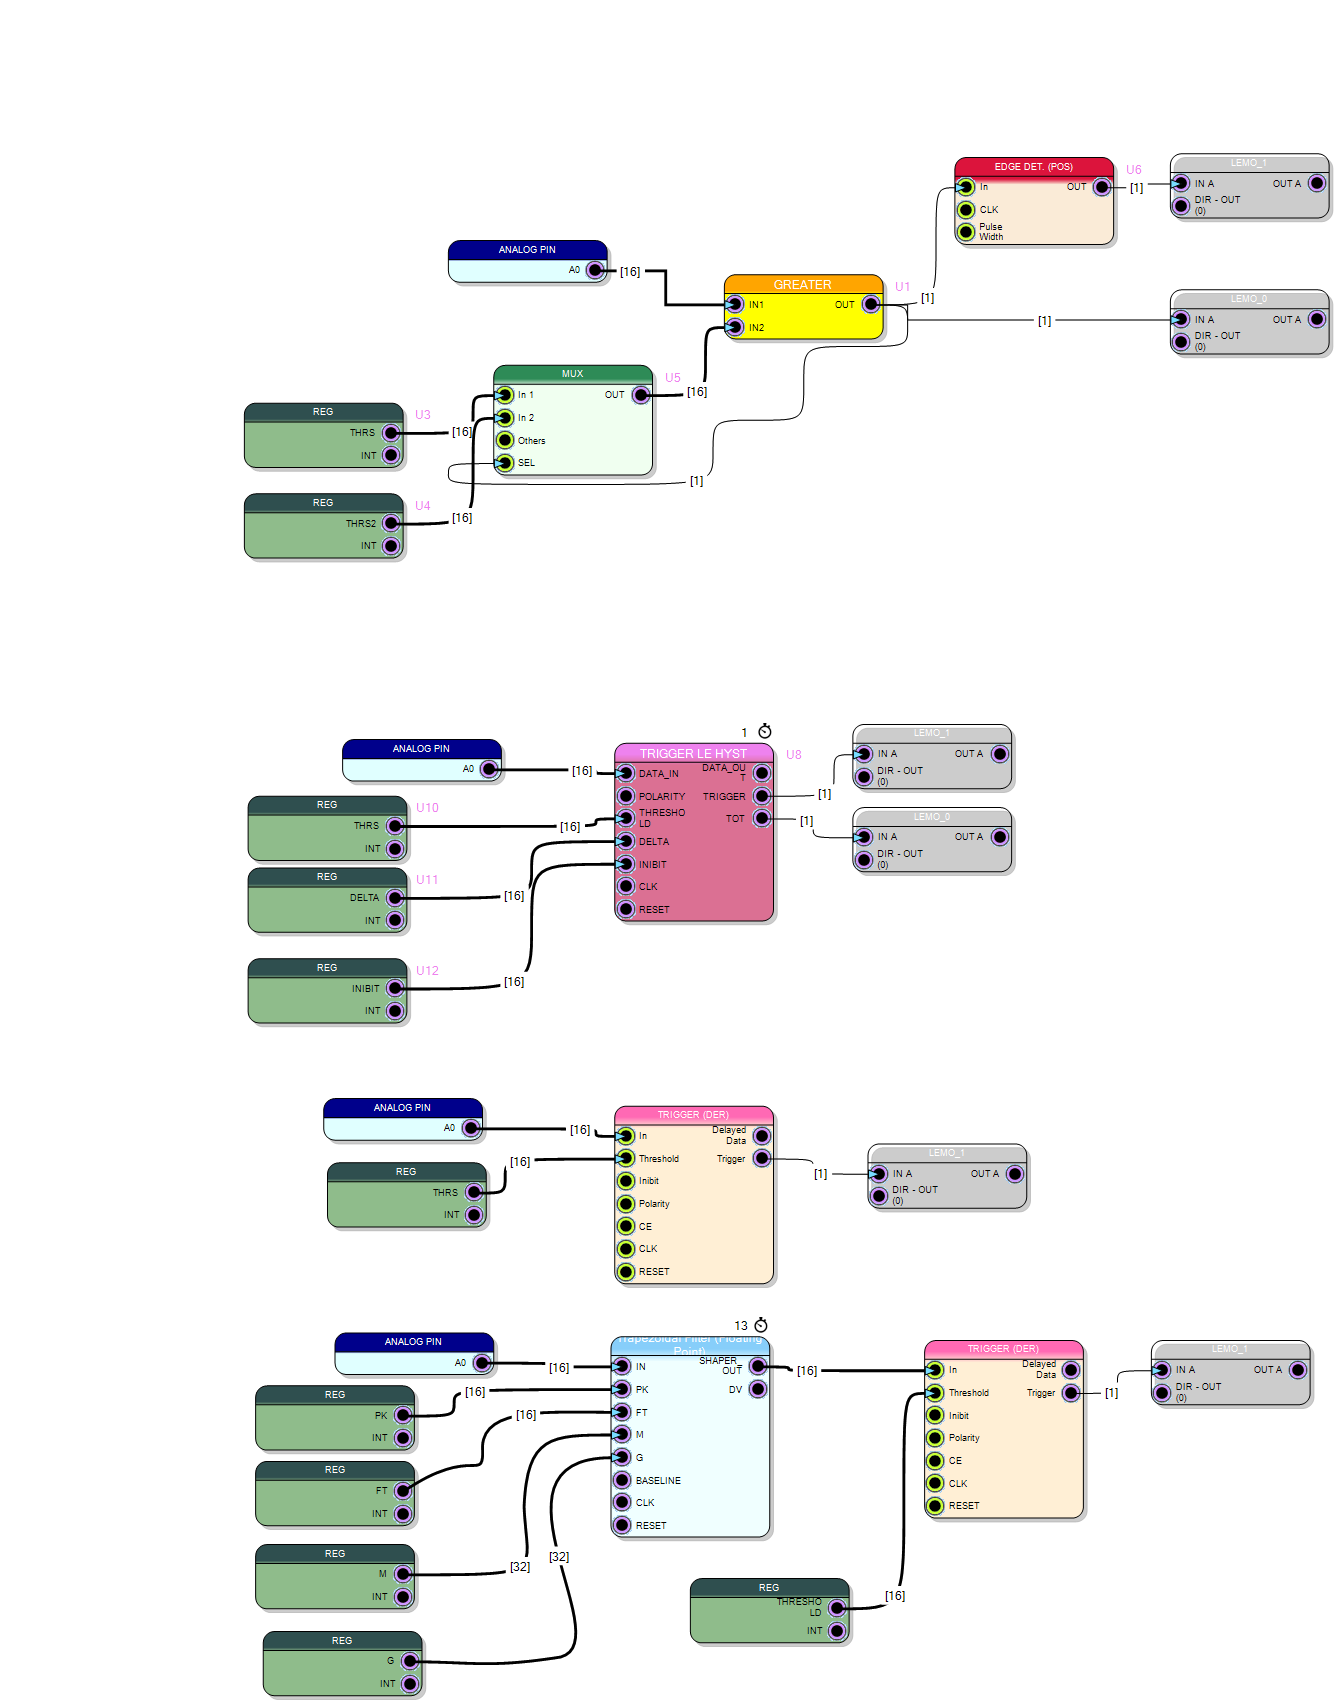 EDGE DET. (POS)
U6
In
OUT
CLK
Pulse
Width
[1]
LEMO_1
IN A
OUT A
DIR - OUT
(0)
ANALOG PIN
A0
[16]
GREATER
U1
IN1
OUT
IN2
[1]
[1]
LEMO_0
IN A
OUT A
DIR - OUT
(0)
MUX
U5
In 1
OUT
In 2
Others
SEL
[16]
[1]
REG
U3
THRS
INT
[16]
REG
U4
THRS2
INT
[16]
1
ANALOG PIN
A0
[16]
TRIGGER LE HYST
U8
DATA_IN
DATA_OU
T
POLARITY
TRIGGER
THRESHO
LD
TOT
DELTA
INIBIT
CLK
RESET
[1]
[1]
LEMO_1
IN A
OUT A
DIR - OUT
(0)
LEMO_0
IN A
OUT A
DIR - OUT
(0)
REG
U10
THRS
INT
[16]
REG
U11
DELTA
INT
[16]
REG
U12
INIBIT
INT
[16]
ANALOG PIN
A0
[16]
REG
THRS
INT
[16]
TRIGGER (DER)
In
Delayed
Data
Threshold
Trigger
Inibit
Polarity
CE
CLK
RESET
[1]
LEMO_1
IN A
OUT A
DIR - OUT
(0)
13
ANALOG PIN
A0
[16]
REG
PK
INT
[16]
REG
FT
INT
[16]
REG
M
INT
[32]
REG
G
INT
[32]
Trapezoidal Filter (Floating
Point)
IN
SHAPER_
OUT
PK
DV
FT
M
G
BASELINE
CLK
RESET
[16]
TRIGGER (DER)
In
Delayed
Data
Threshold
Trigger
Inibit
Polarity
CE
CLK
RESET
[1]
LEMO_1
IN A
OUT A
DIR - OUT
(0)
REG
THRESHO
LD
INT
[16]